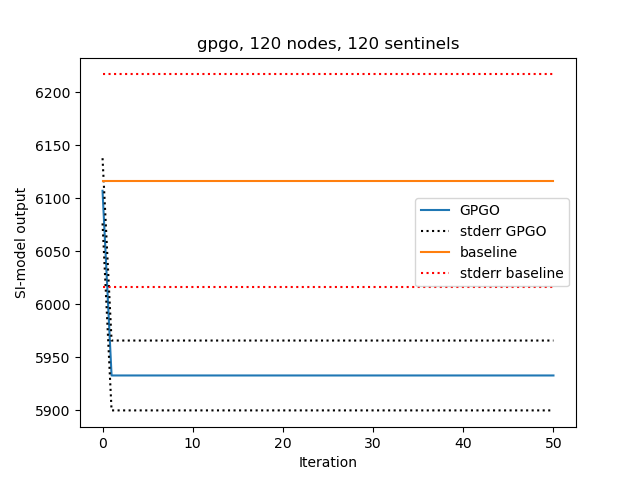 gpgo, 120 nodes, 120 sentinels
SI-model output
6200
6150
6100
6050
6000
5950
5900
GPGO
stderr GPGO
baseline
stderr baseline
0 10 20 30 40 50
Iteration